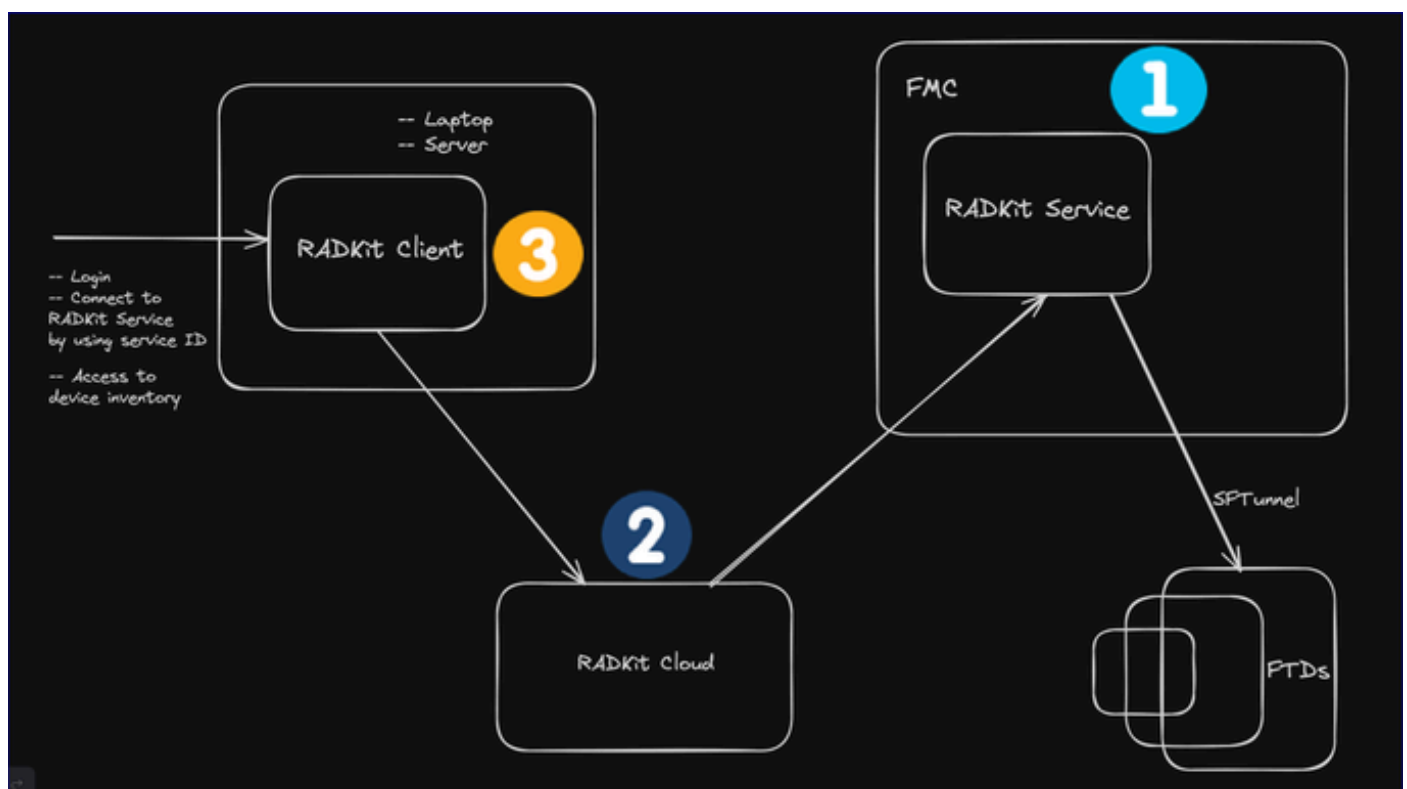 -- Laptop
-- Server
RADKit Client
3
-- Login
-- Connect to
RADKit Service
by using service ID
-- Access to
device inventory
2
RADKit Cloud
FMC
1
RADKit Service
SFTunnel
FTDs